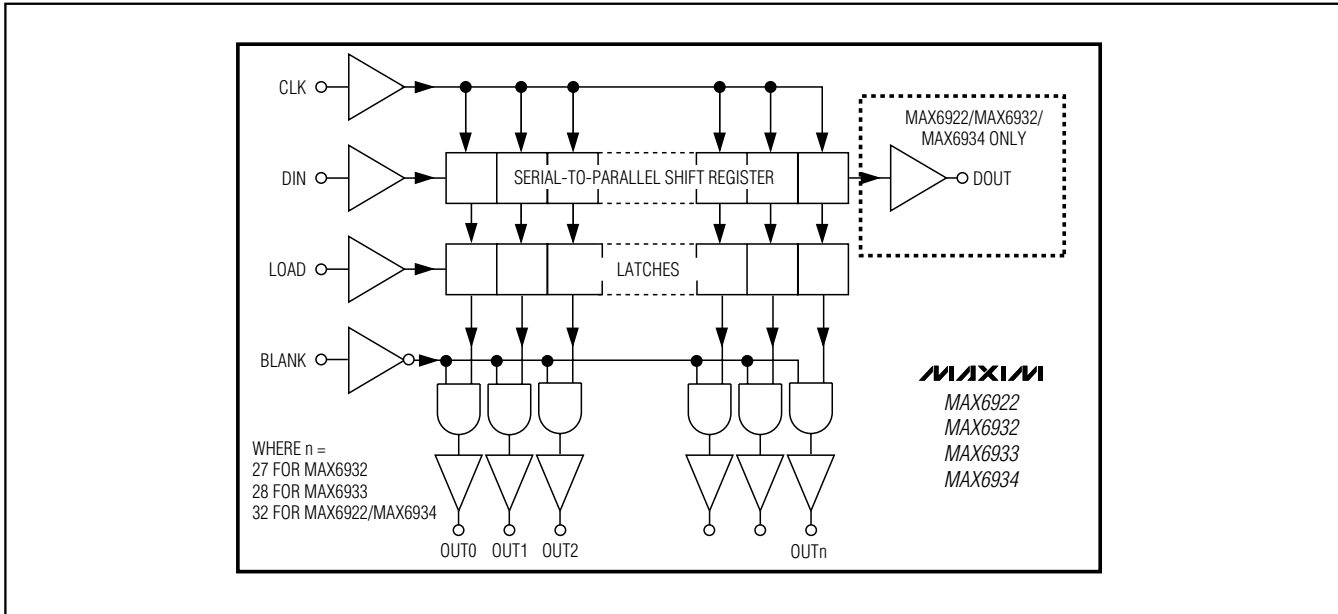 CLK
MAX6922/MAX6932/
MAX6934 ONLY
DIN
SERIAL-TO-PARALLEL SHIFT REGISTER
DOUT
LOAD
LATCHES
BLANK
MAXIM
MAX6922
MAX6932
MAX6933
MAX6934
WHERE n =
27 FOR MAX6932
28 FOR MAX6933
32 FOR MAX6922/MAX6934
OUT0 OUT1 OUT2 OUTn